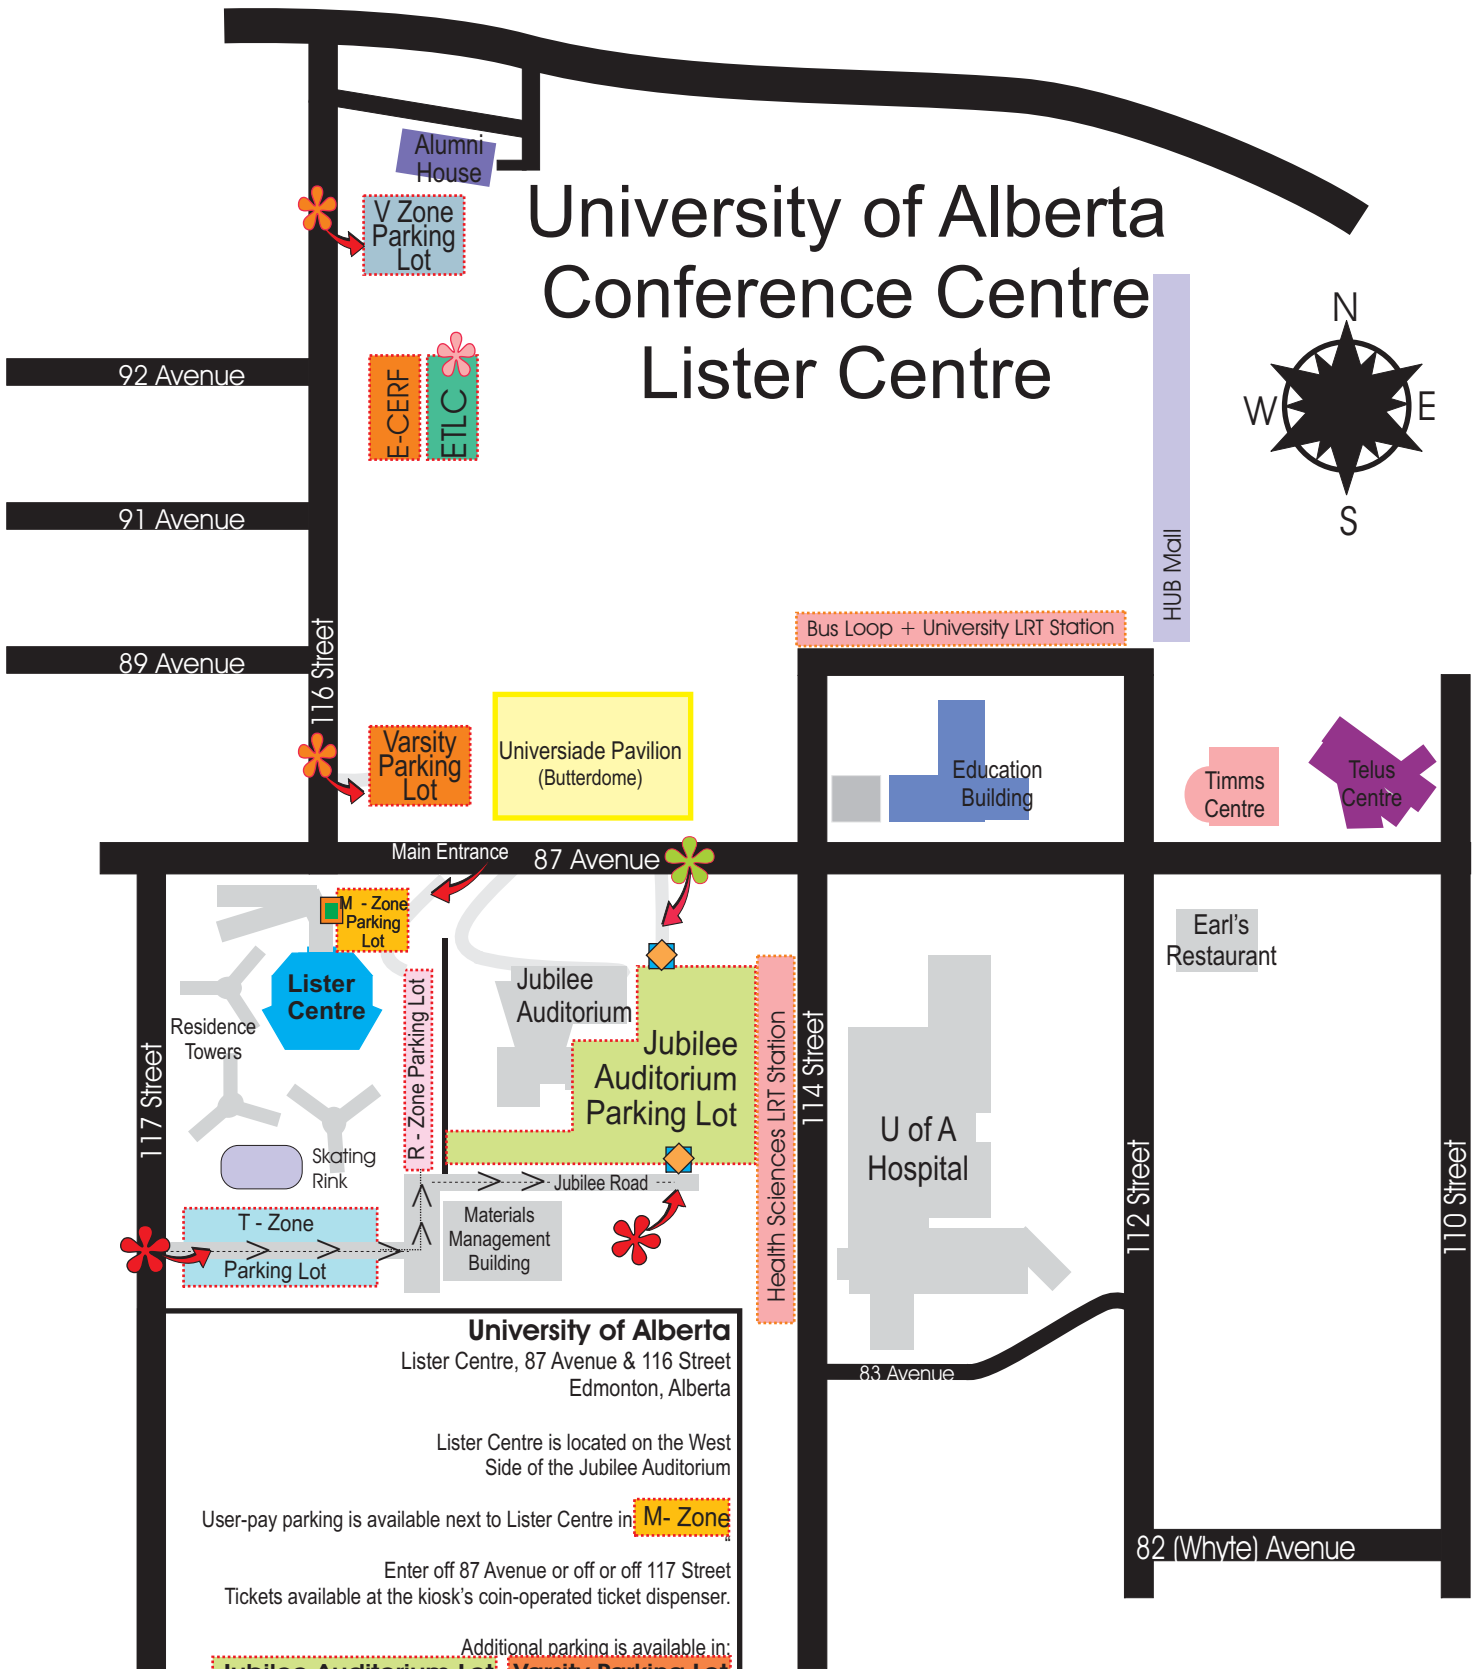 Alumni
House
V Zone
Parking
Lot
University of Alberta
Conference Centre
Lister Centre
N
W
E
S
92 Avenue
E-CERF
ETLC
91 Avenue
HUB Mall
Bus Loop + University LRT Station
89 Avenue
116 Street
Varsity
Parking
Lot
Universiade Pavilion
(Butterdome)
Education
Building
Timms
Centre
Telus
Centre
Main Entrance
87 Avenue
M - Zone
Parking
Lot
Earl's
Restaurant
Lister
Centre
Residence
Towers
R - Zone Parking Lot
Jubilee
Auditorium
Jubilee
Auditorium
Parking Lot
Health Sciences LRT Station
114 Street
117 Street
U of A
Hospital
112 Street
110 Street
Skating
Rink
Jubilee Road
T - Zone
Parking Lot
Materials
Management
Building
83 Avenue
82 (Whyte) Avenue
University of Alberta
Lister Centre, 87 Avenue & 116 Street
Edmonton, Alberta
Lister Centre is located on the West
Side of the Jubilee Auditorium
User-pay parking is available next to Lister Centre in M- Zone
Enter off 87 Avenue or off or off 117 Street
Tickets available at the kiosk's coin-operated ticket dispenser.
Additional parking is available in:
Jubilee Auditorium Lot Varsity Parking Lot